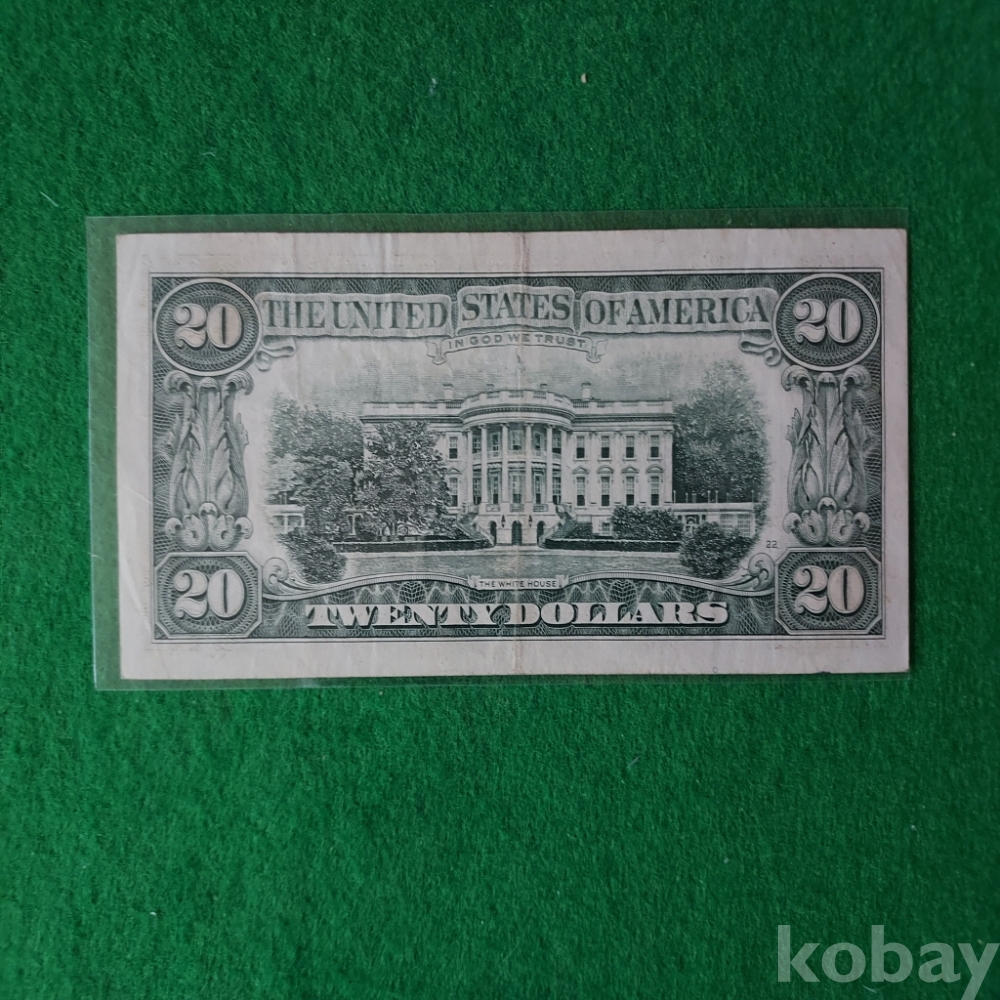 20 THE UNITED STATES OF AMERICA 20
IN GOD WE TRUST
22
THE WHITE HOUSE
20 TWENTY DOLLARS 20
kobay